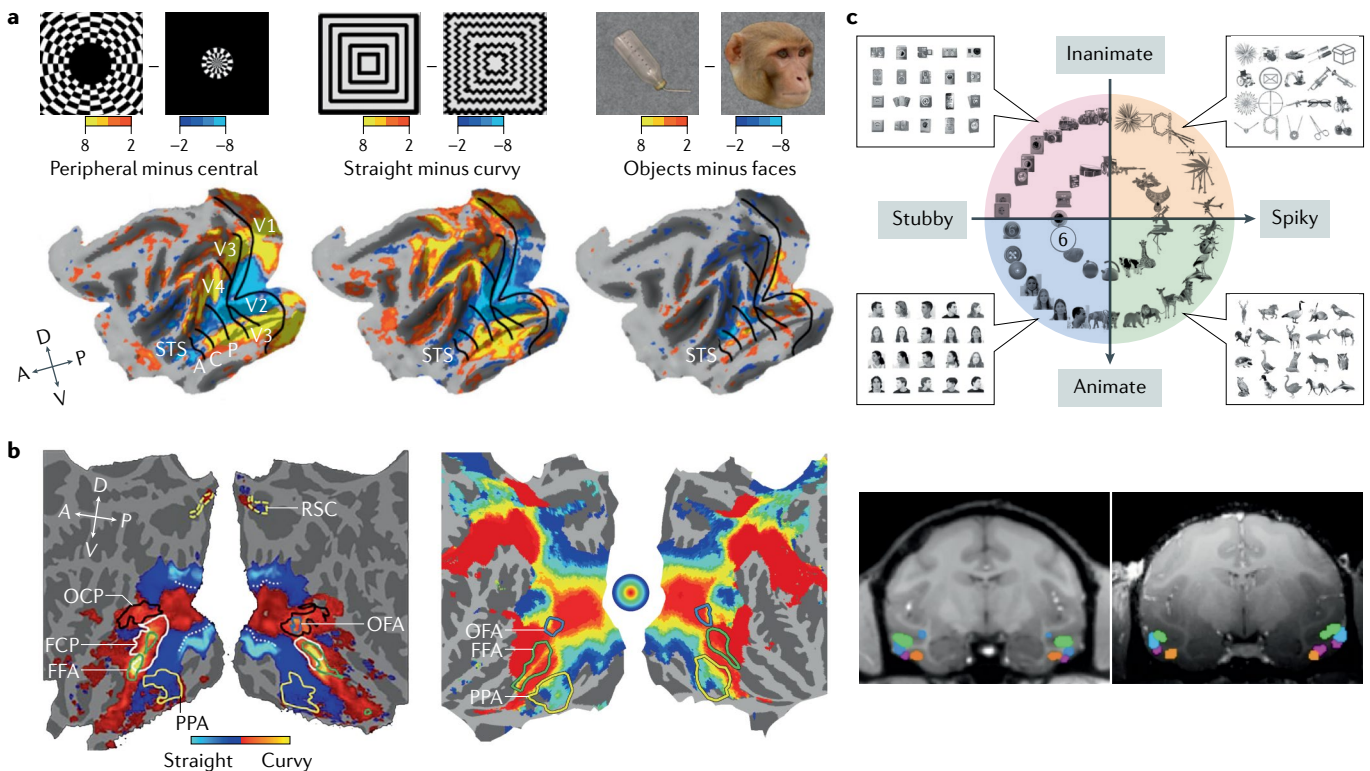 a
8 2 −2 −8
Peripheral minus central
8 2 −2 −8
Straight minus curvy
8 2 −2 −8
Objects minus faces
V1
V3
V4
V2
V3
P
C
A
STS
D
A P
V
STS
STS
c
Inanimate
Stubby
Spiky
6
Animate
b
D
A P
V
RSC
OCP
OFA
FCP
FFA
PPA
Straight Curvy
OFA
FFA
PPA